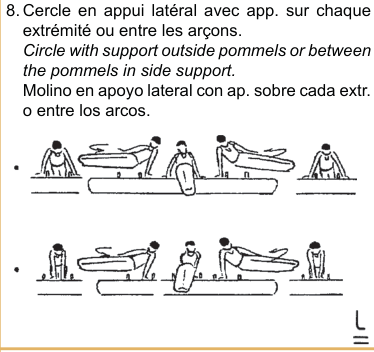 8. Cercle en appui latéral avec app. sur chaque
extrémité ou entre les arçons.
Circle with support outside pommels or between
the pommels in side support.
Molino en apoyo lateral con ap. sobre cada extr.
o entre los arcos.